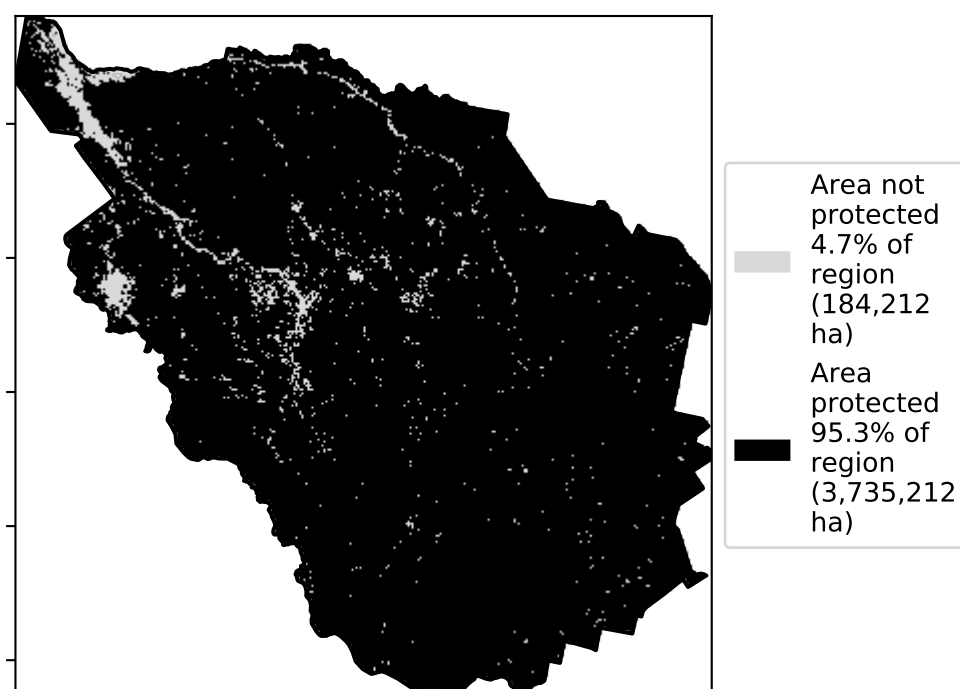 Area not
protected
4.7% of
region
(184,212
ha)
Area
protected
95.3% of
region
(3,735,212
ha)